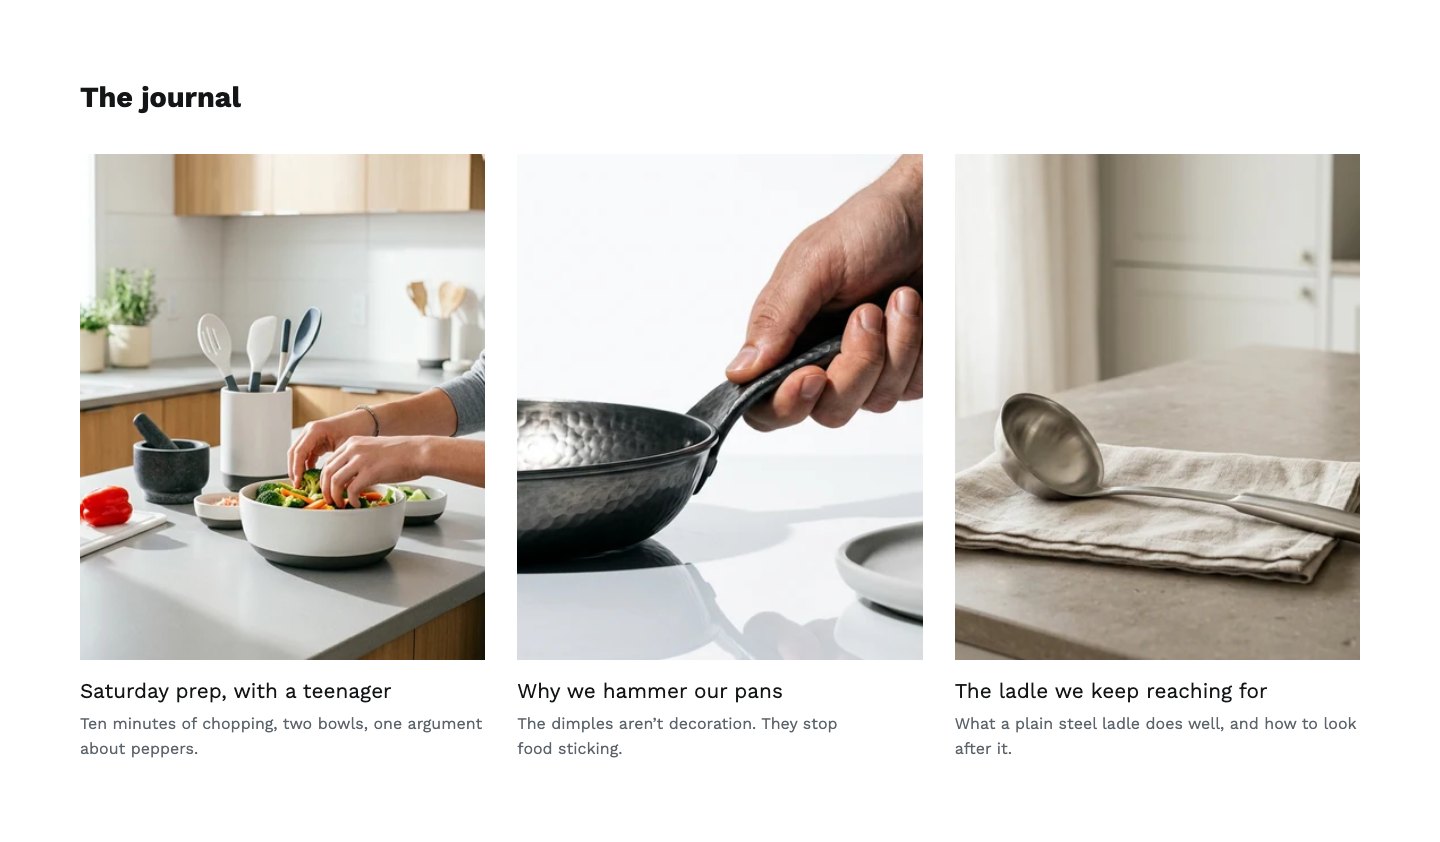 The journal
Saturday prep, with a teenager
Ten minutes of chopping, two bowls, one argument
about peppers.
Why we hammer our pans
The dimples aren’t decoration. They stop
food sticking.
The ladle we keep reaching for
What a plain steel ladle does well, and how to look
after it.